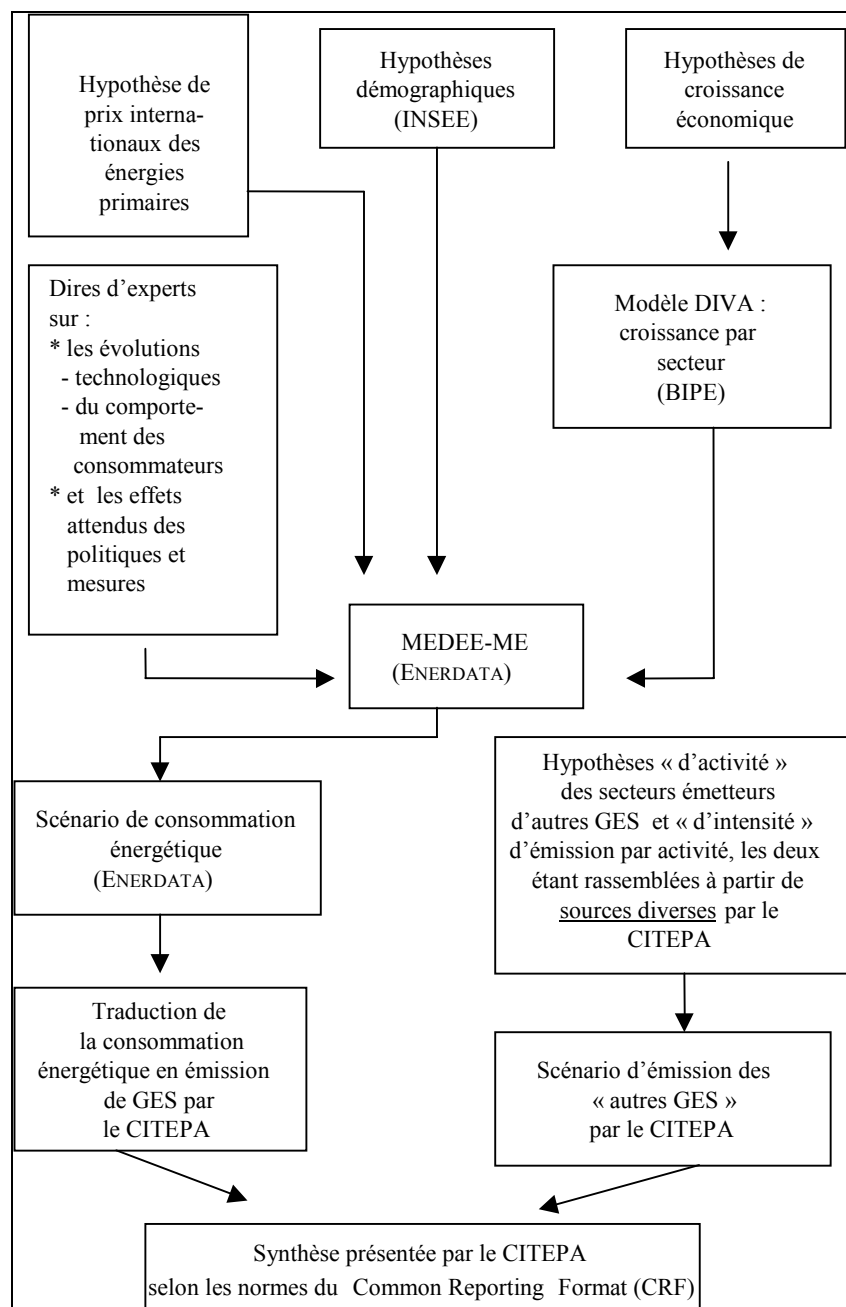 Hypothèse de
prix interna-
tionaux des
énergies
primaires
Hypothèses
démographiques
(INSEE)
Hypothèses de
croissance
économique
Dires d’experts
sur :
* les évolutions
- technologiques
- du comporte-
ment des
consommateurs
* et les effets
attendus des
politiques et
mesures
Modèle DIVA :
croissance par
secteur
(BIPE)
MEDEE-ME
(ENERDATA)
Scénario de consommation
énergétique
(ENERDATA)
Hypothèses « d’activité »
des secteurs émetteurs
d’autres GES et « d’intensité »
d’émission par activité, les deux
étant rassemblées à partir de
sources diverses par le
CITEPA
Traduction de
la consommation
énergétique en émission
de GES par
le CITEPA
Scénario d’émission des
« autres GES »
par le CITEPA
Synthèse présentée par le CITEPA
selon les normes du Common Reporting Format (CRF)